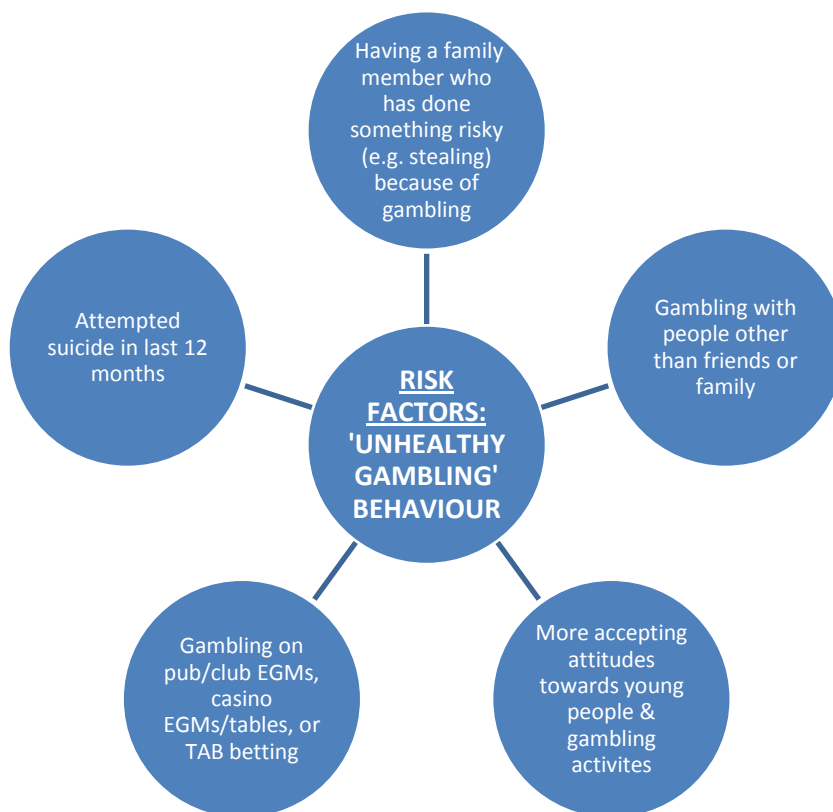 Having a family
member who
has done
something risky
(e.g. stealing)
because of
gambling
Attempted
suicide in last 12
months
Gambling with
people other
than friends or
family
RISK
FACTORS:
'UNHEALTHY
GAMBLING'
BEHAVIOUR
Gambling on
pub/club EGMs,
casino
EGMs/tables, or
TAB betting
More accepting
attitudes
towards young
people &
gambling
activites